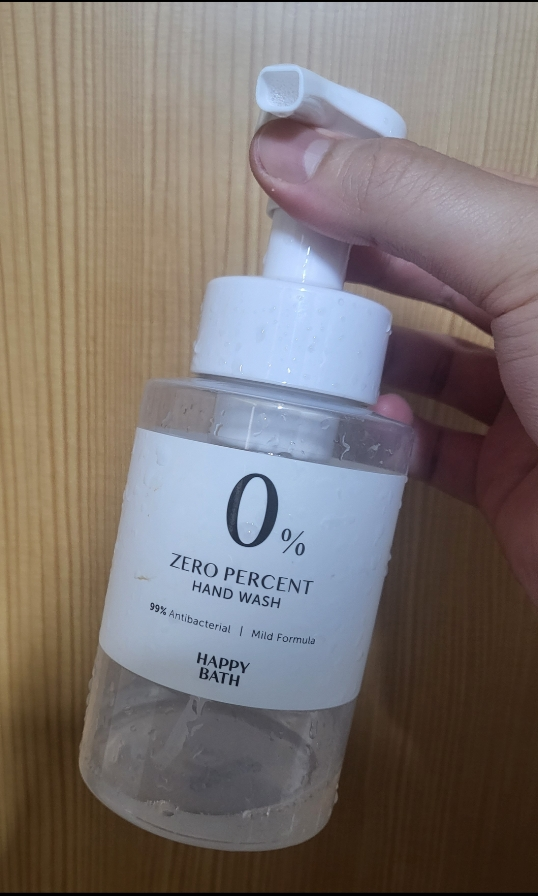 0%
ZERO PERCENT
HAND WASH
99% Antibacterial | Mild Formula
HAPPY
BATH